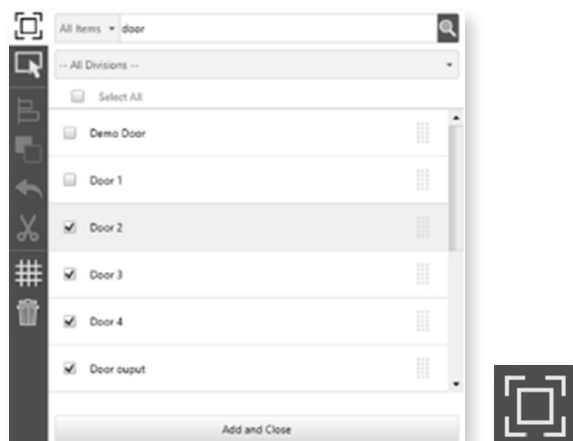 All Items door
-- All Divisions --
Select All
Demo Door
Door 1
Door 2
Door 3
Door 4
Door ouput
Add and Close